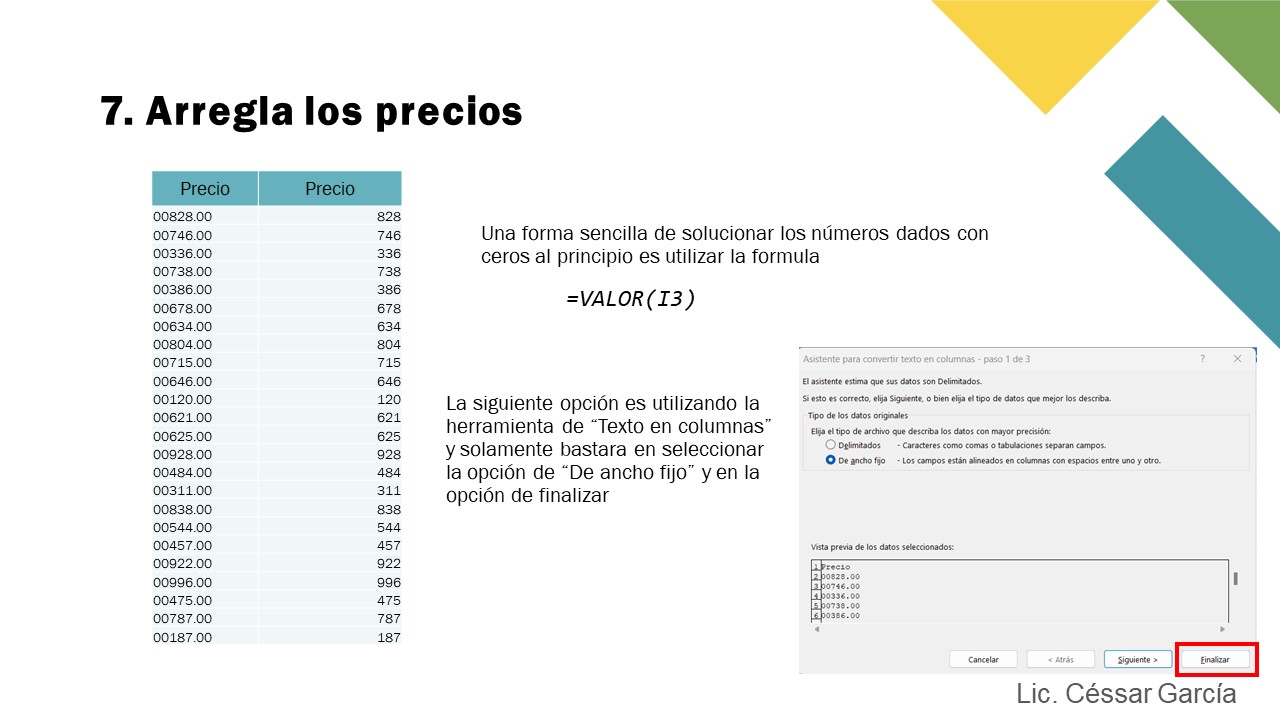 7. Arregla los precios
Precio Precio
00828.00 828
00746.00 746
00336.00 336
00738.00 738
00386.00 386
00678.00 678
00634.00 634
00804.00 804
00715.00 715
00646.00 646
00120.00 120
00621.00 621
00625.00 625
00928.00 928
00484.00 484
00311.00 311
00838.00 838
00544.00 544
00457.00 457
00922.00 922
00996.00 996
00475.00 475
00787.00 787
00187.00 187
Una forma sencilla de solucionar los números dados con
ceros al principio es utilizar la formula
=VALOR(I3)
La siguiente opción es utilizando la
herramienta de “Texto en columnas”
y solamente bastara en seleccionar
la opción de “De ancho fijo” y en la
opción de finalizar
Asistente para convertir texto en columnas - paso 1 de 3 ?
El asistente estima que sus datos son Delimitados.
Si esto es correcto, elija Siguiente, o bien elija el tipo de datos que mejor los describa.
Tipo de los datos originales
Elija el tipo de archivo que describa los datos con mayor precisión:
Delimitados - Caracteres como comas o tabulaciones separan campos.
De ancho fijo - Los campos están alineados en columnas con espacios entre uno y otro.
Vista previa de los datos seleccionados:
1 Precio
2 00828.00
3 00746.00
4 00336.00
5 00738.00
6 00386.00
Cancelar < Atrás Siguiente > Finalizar
Lic. Céssar García